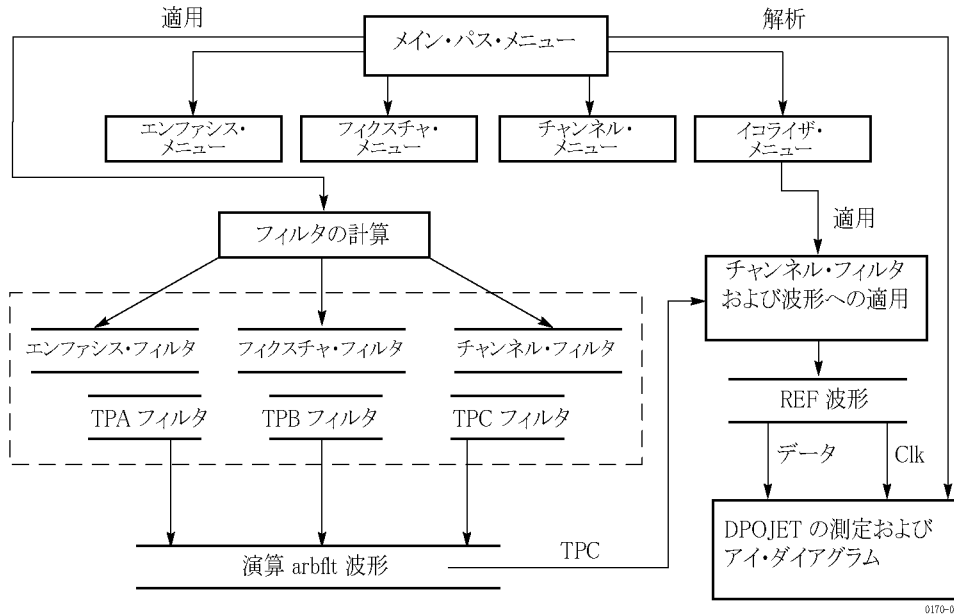 適用
解析
メイン・パス・メニュー
エンファシス・
メニュー
フィクスチャ・
メニュー
チャンネル・
メニュー
イコライザ・
メニュー
フィルタの計算
適用
チャンネル・フィルタ
および波形への適用
エンファシス・フィルタ
フィクスチャ・フィルタ
チャンネル・フィルタ
TPA フィルタ
TPB フィルタ
TPC フィルタ
REF 波形
データ
Clk
演算 arbflt 波形
TPC
DPOJET の測定および
アイ・ダイアグラム
0170-0